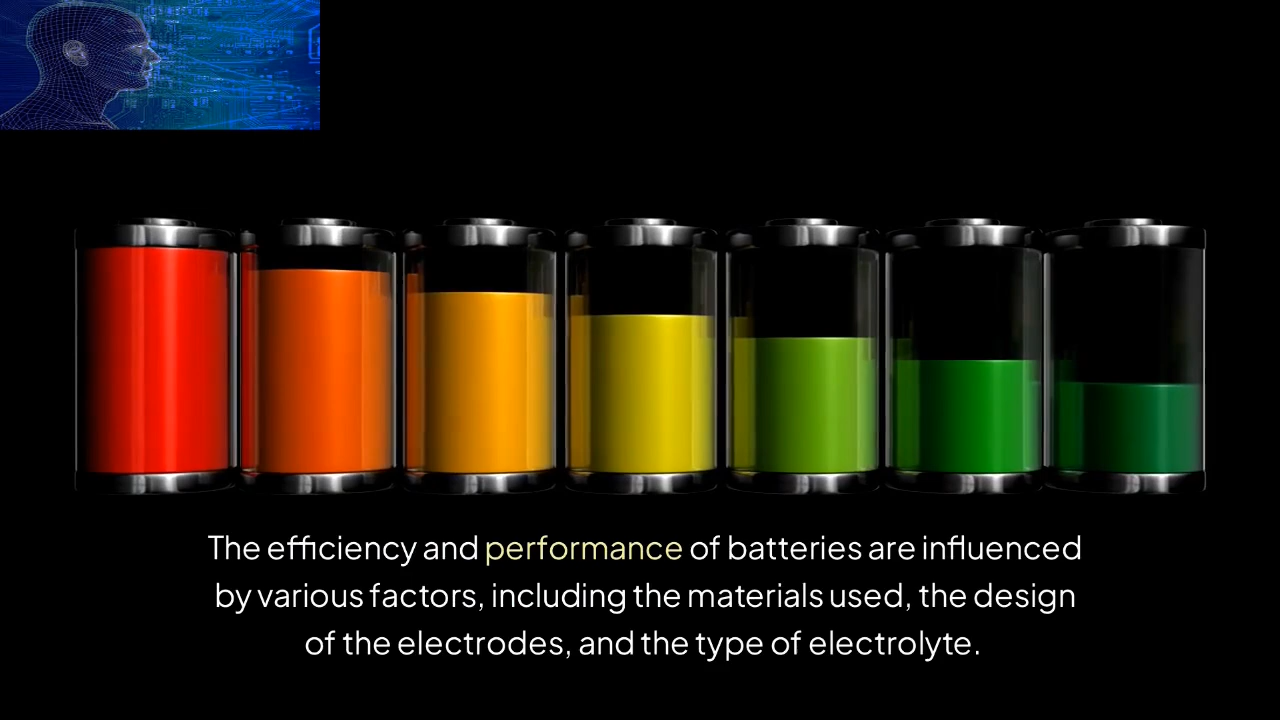 The efficiency and performance of batteries are influenced
by various factors, including the materials used, the design
of the electrodes, and the type of electrolyte.